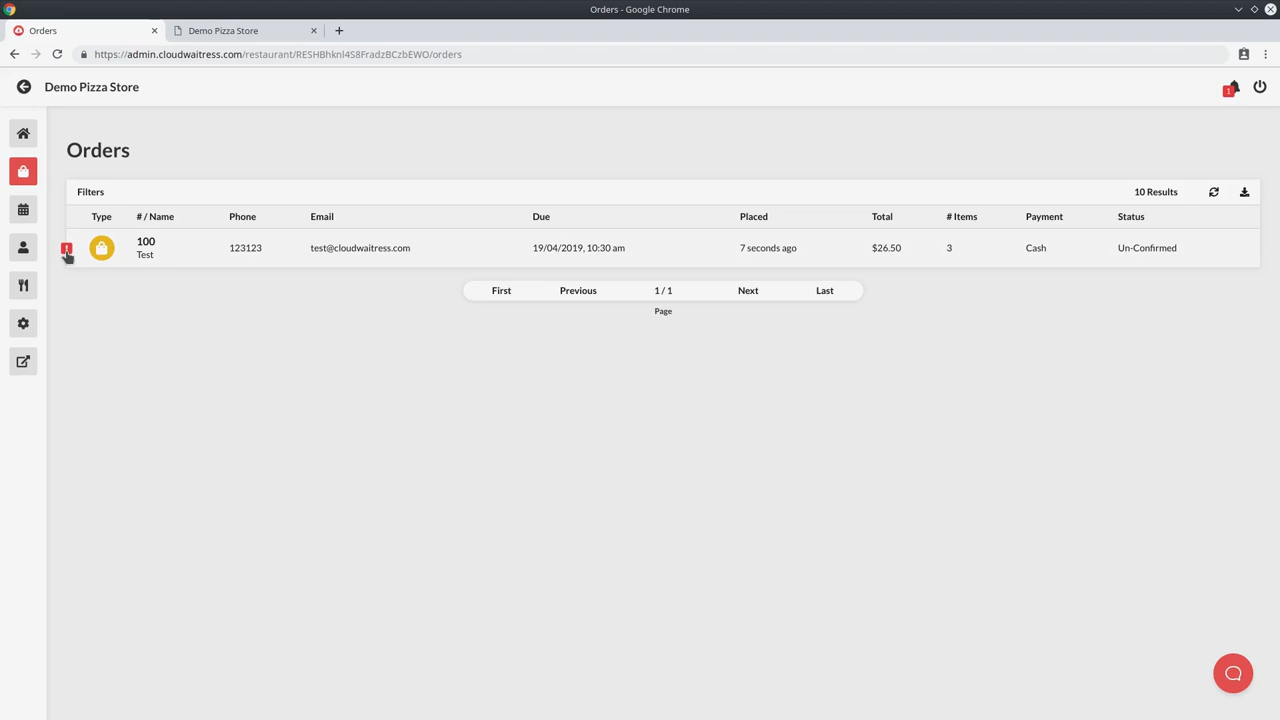 Orders - Google Chrome
Orders
Demo Pizza Store
https://admin.cloudwaitress.com/restaurant/RESHBhknl4S8FradzBCzbEWO/orders
Demo Pizza Store
1
Orders
Filters
10 Results
Type # / Name Phone Email Due Placed Total # Items Payment Status
! 100 123123 test@cloudwaitress.com 19/04/2019, 10:30 am 7 seconds ago $26.50 3 Cash Un-Confirmed
Test
First Previous 1 / 1 Next Last
Page